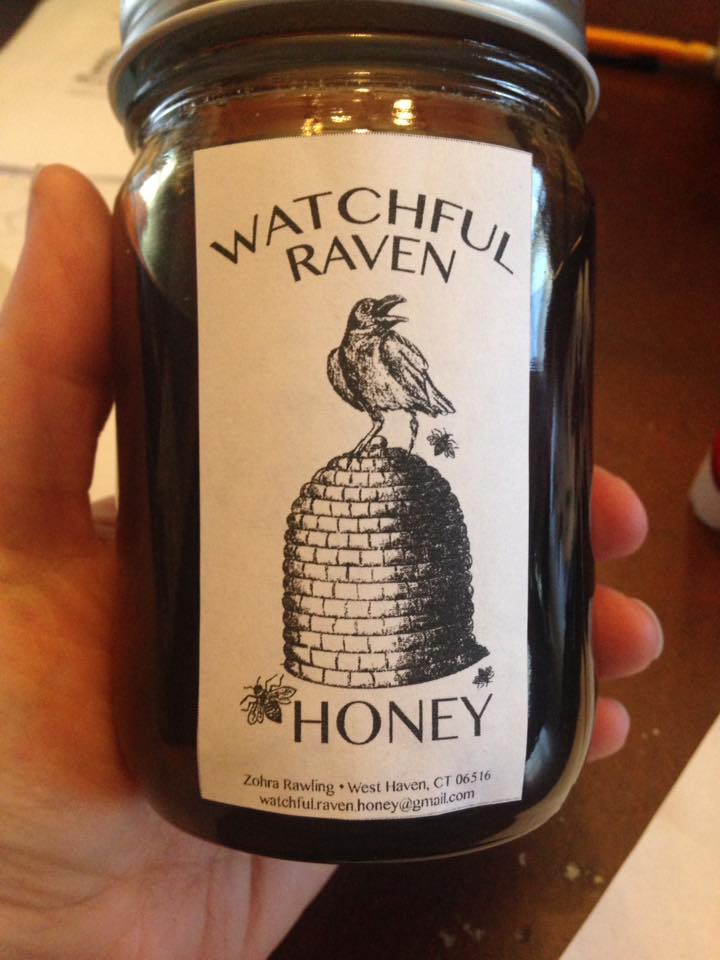 WATCHFUL
RAVEN
HONEY
Zohra Rawling • West Haven, CT 06516
watchful.raven.honey@gmail.com